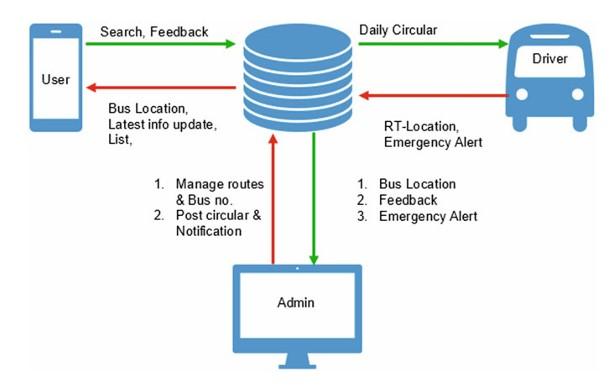 Search, Feedback
Daily Circular
User
Driver
Bus Location,
Latest info update,
List,
RT-Location,
Emergency Alert
1. Manage routes
& Bus no.
2. Post circular &
Notification
1. Bus Location
2. Feedback
3. Emergency Alert
Admin